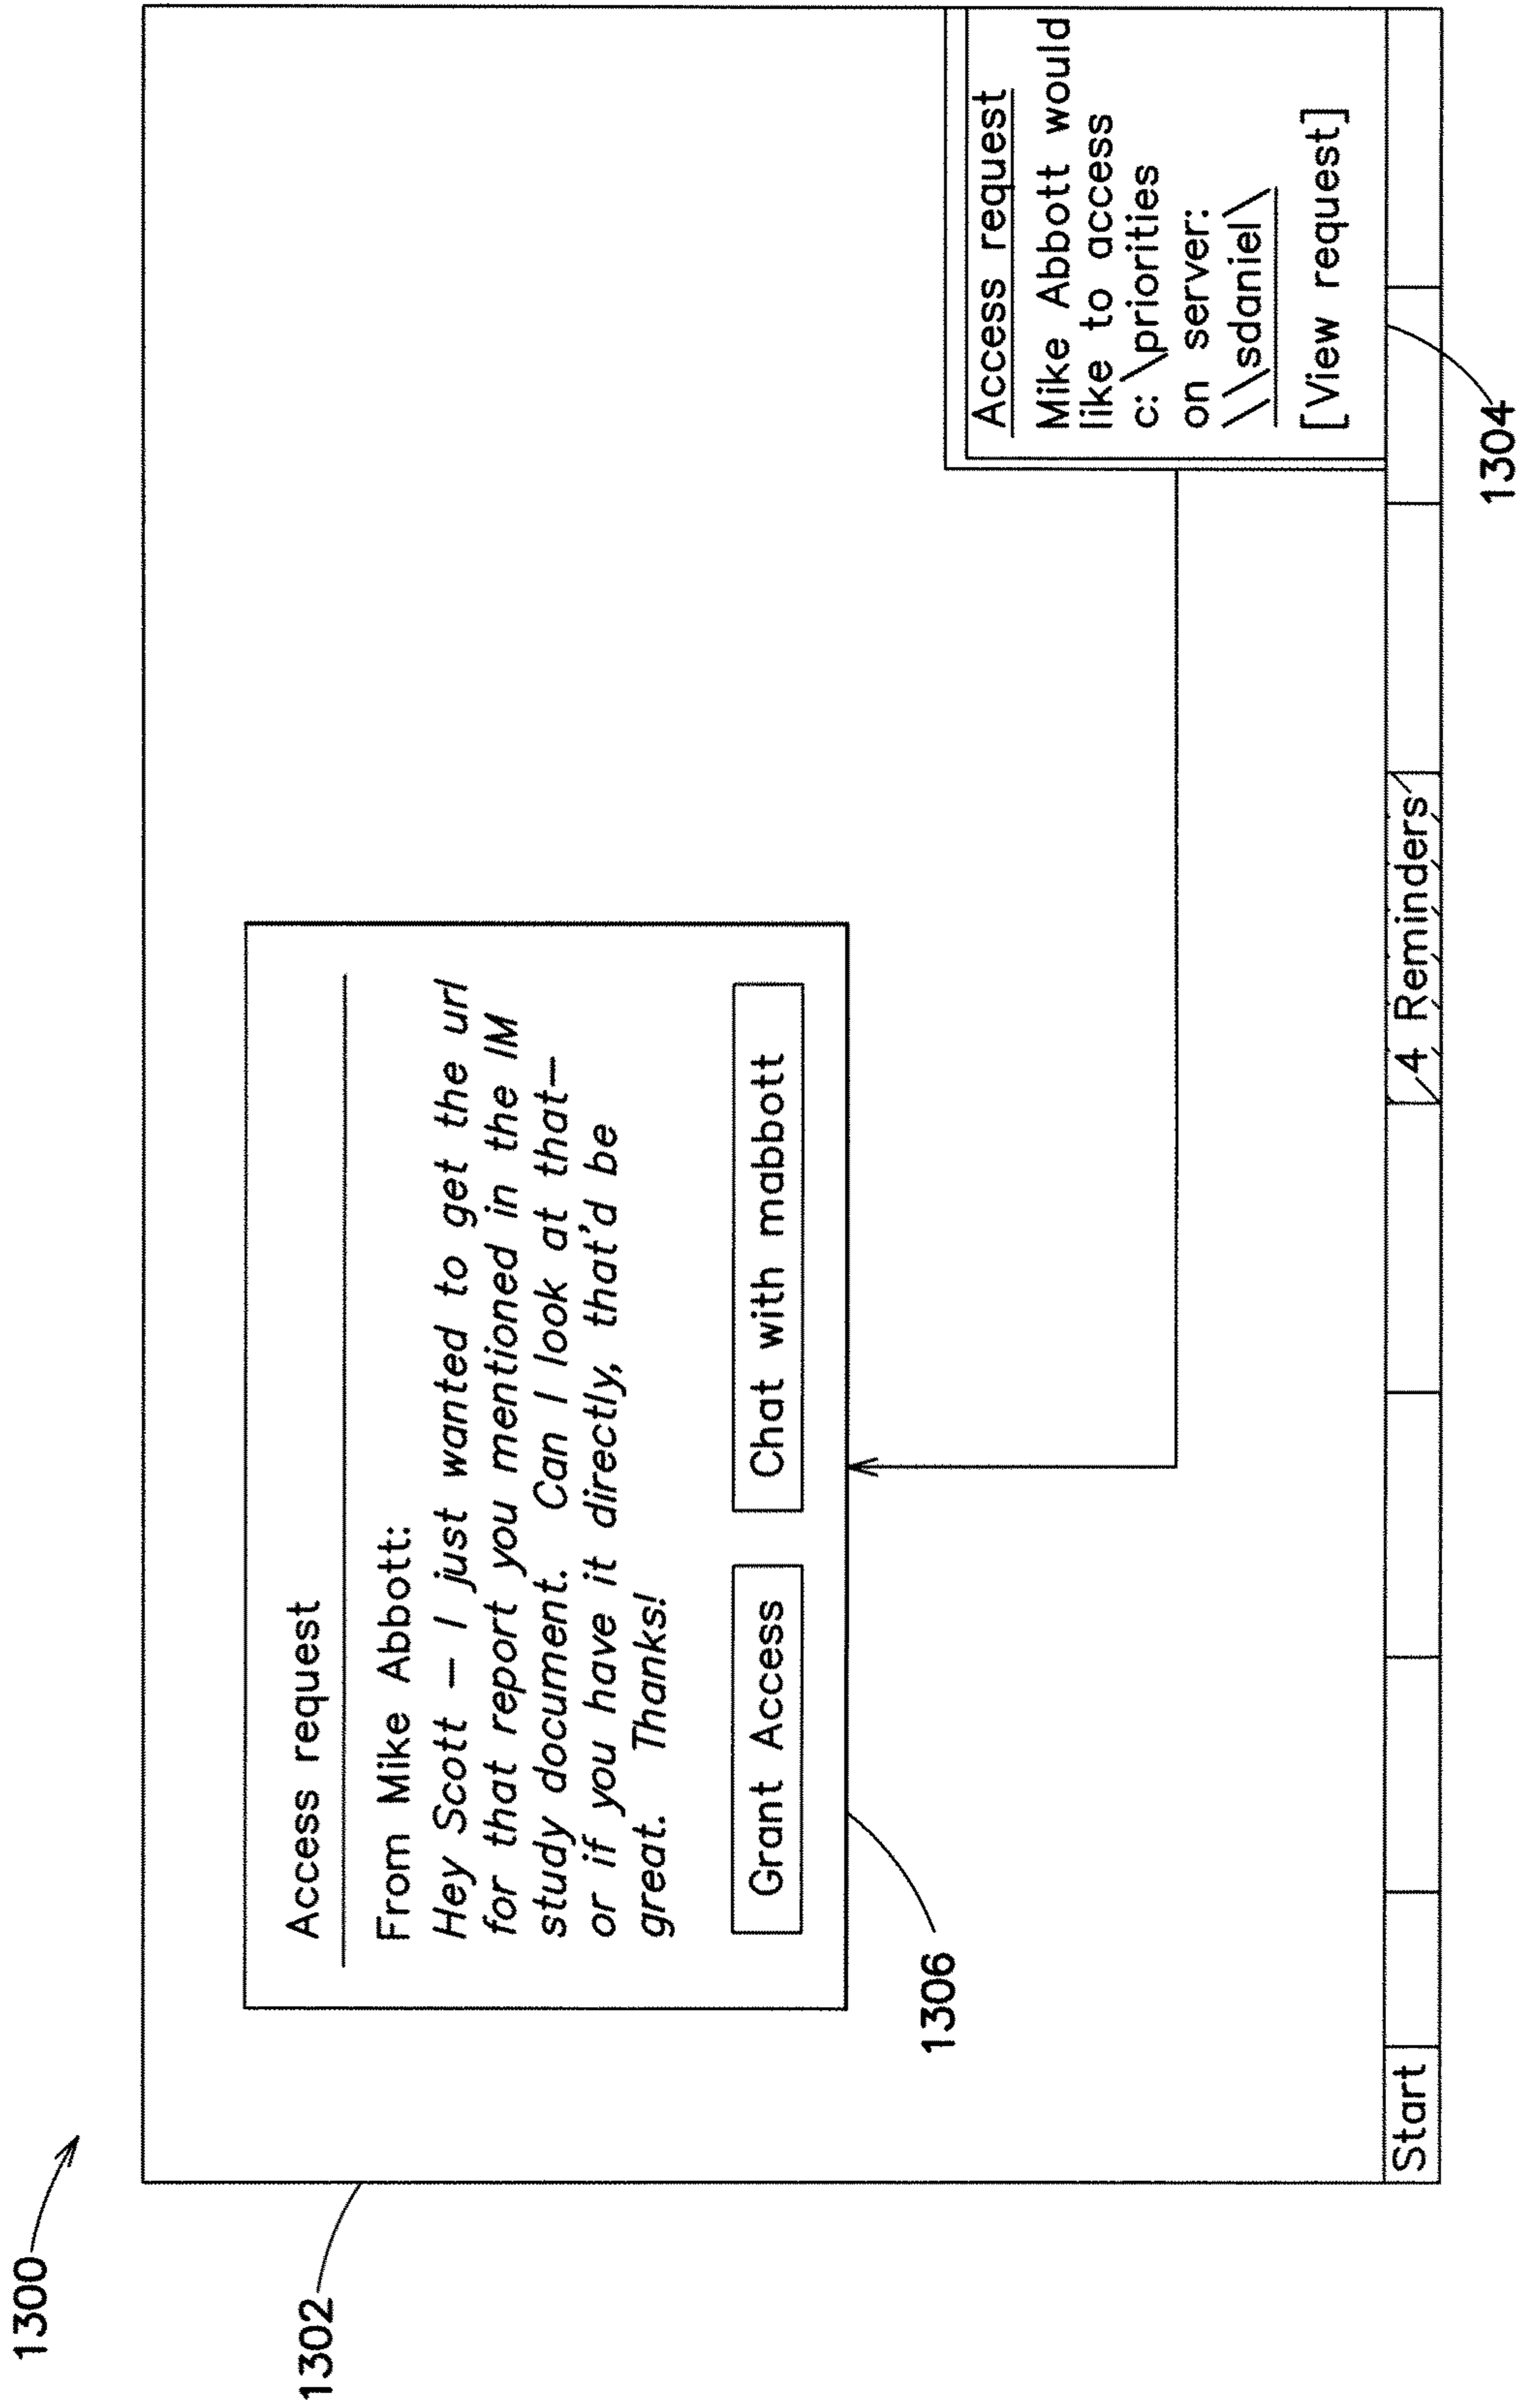 1300
1302
Access request
From Mike Abbott:
Hey Scott – I just wanted to get the url
for that report you mentioned in the IM
study document. Can I look at that–
or if you have it directly, that'd be
great. Thanks!
Grant Access
Chat with mabbott
1306
Access request
Mike Abbott would
like to access
c:\priorities
on server:
\\sdaniel\
[View request]
Start
4 Reminders
1304